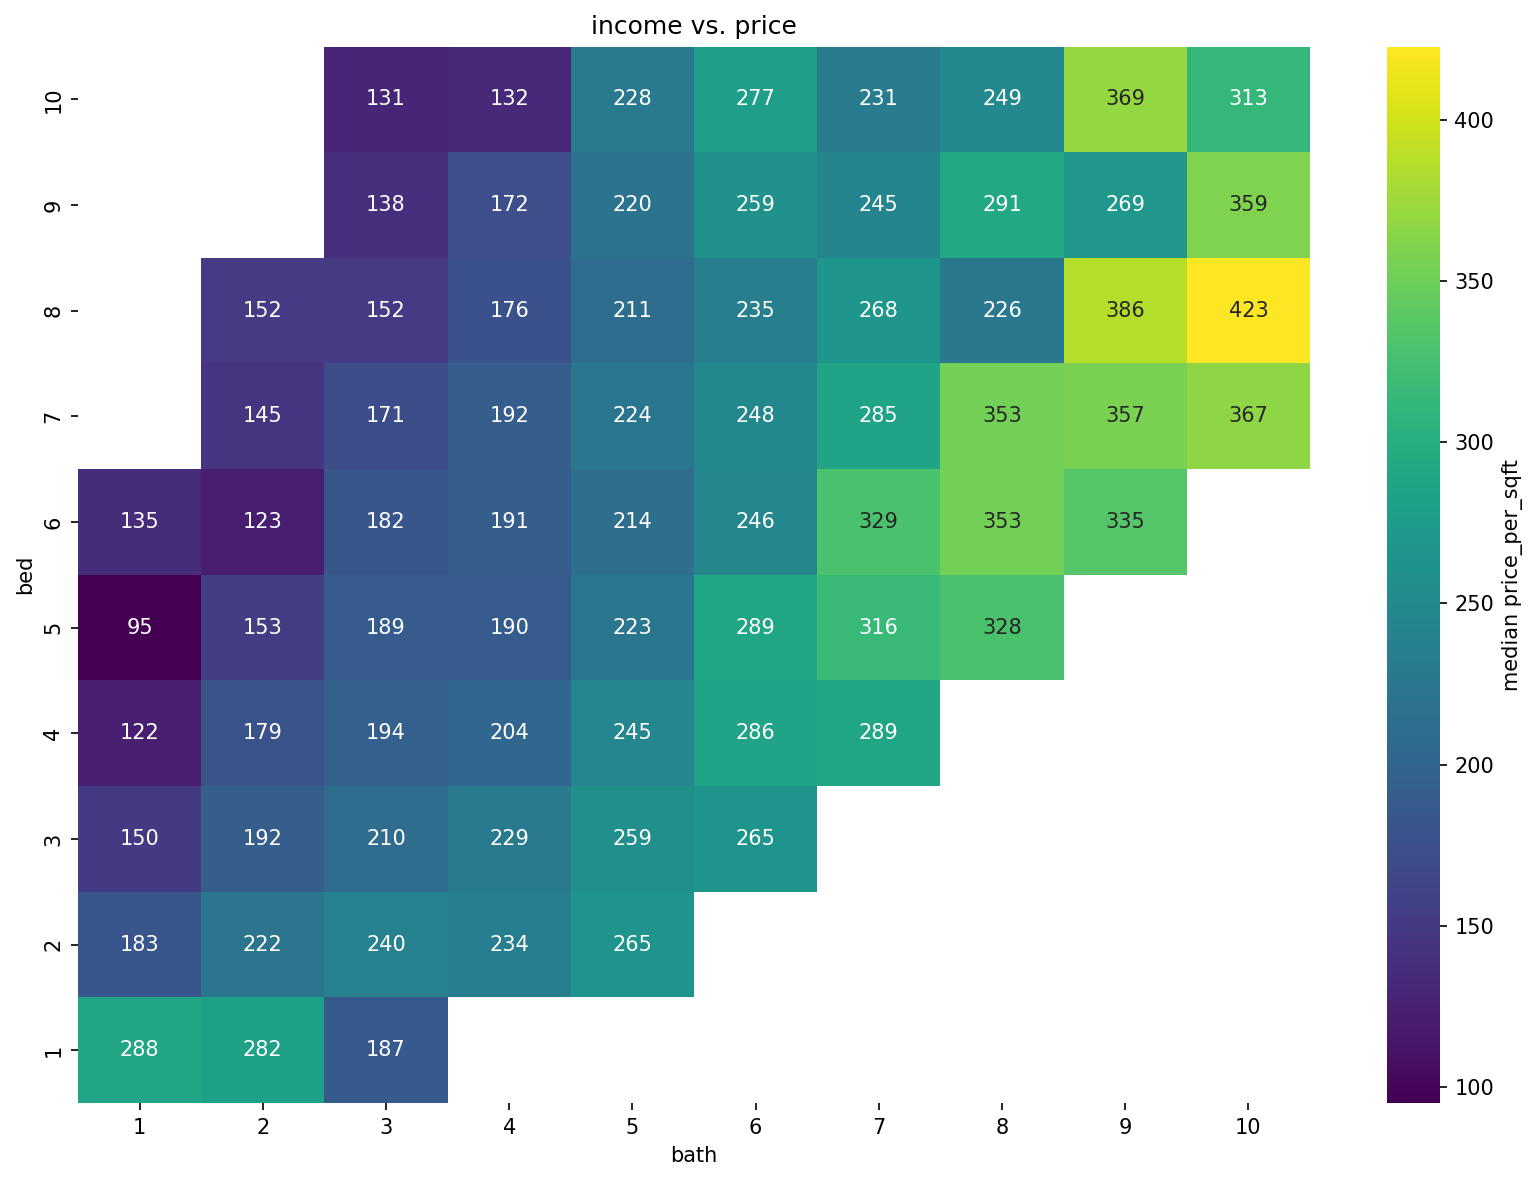 income vs. price
10 131 132 228 277 231 249 369 313
9 138 172 220 259 245 291 269 359
8 152 152 176 211 235 268 226 386 423
7 145 171 192 224 248 285 353 357 367
6 135 123 182 191 214 246 329 353 335
5 95 153 189 190 223 289 316 328
4 122 179 194 204 245 286 289
3 150 192 210 229 259 265
2 183 222 240 234 265
1 288 282 187
1 2 3 4 5 6 7 8 9 10
bath
bed
400
350
300
250
200
150
100
median price_per_sqft